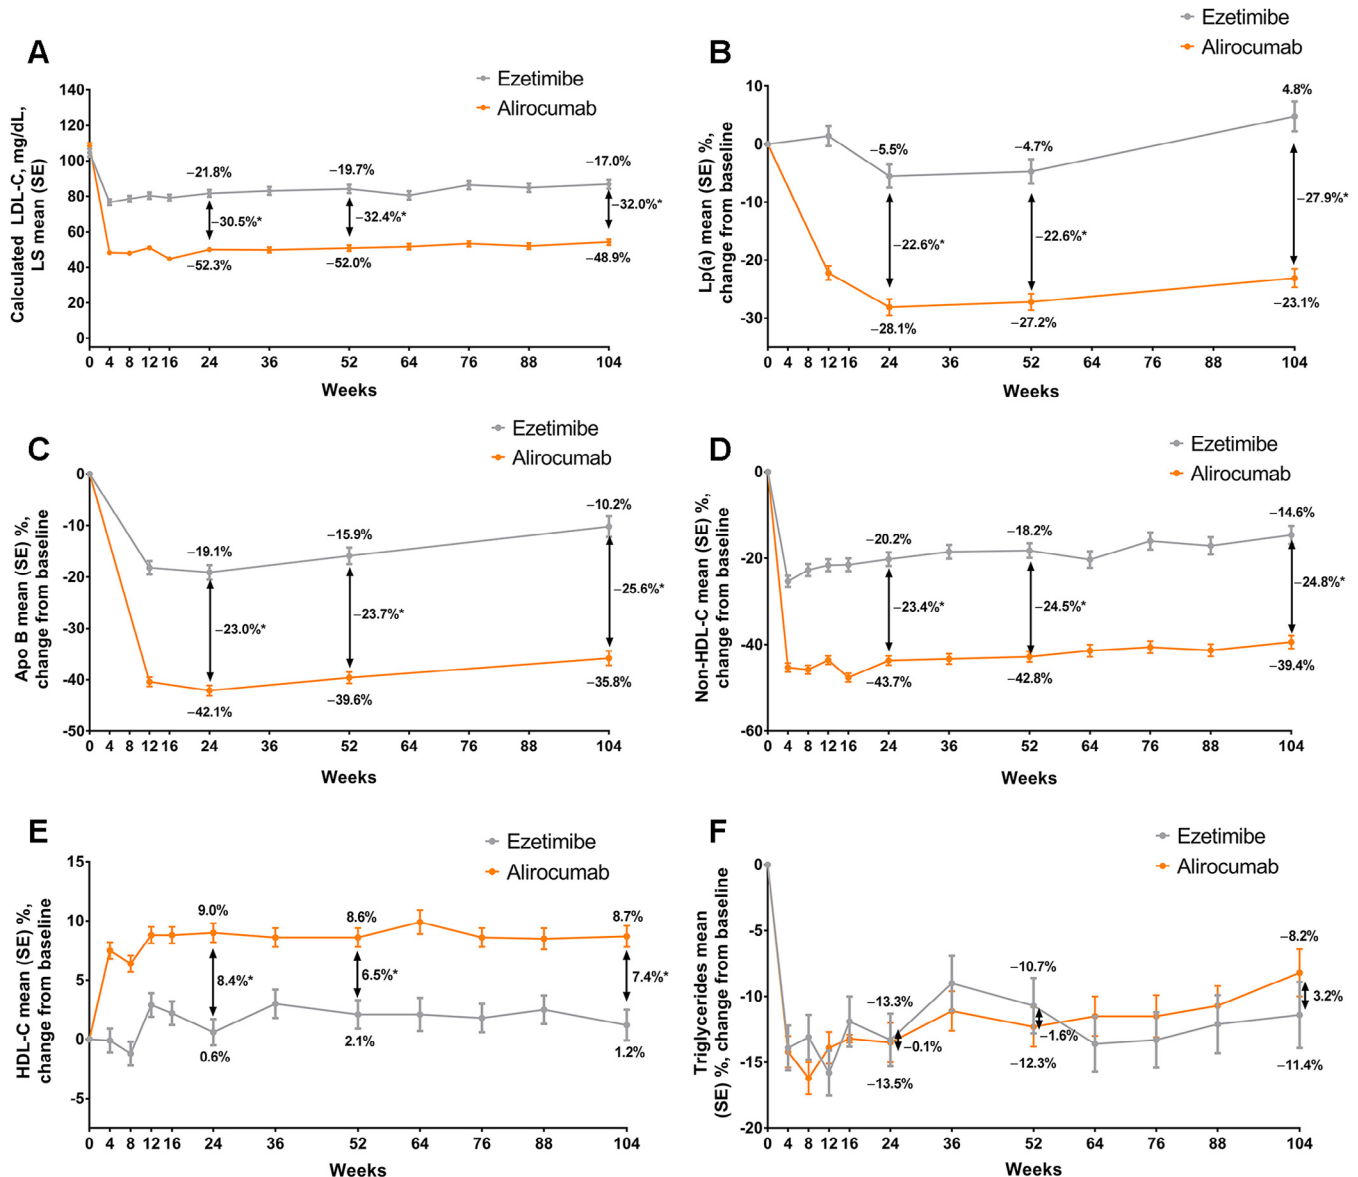 A
Ezetimibe
Alirocumab
Calculated LDL-C, mg/dL,
LS mean (SE)
140
120
100
80
60
40
20
0
−21.8%
−19.7%
−17.0%
−30.5%*
−32.4%*
−32.0%*
−52.3%
−52.0%
−48.9%
0 4 8 12 16 24 36 52 64 76 88 104
Weeks
B
Ezetimibe
Alirocumab
Lp(a) mean (SE) %,
change from baseline
10
0
−10
−20
−30
4.8%
−5.5%
−4.7%
−22.6%*
−22.6%*
−27.9%*
−28.1%
−27.2%
−23.1%
0 4 8 12 16 24 36 52 64 76 88 104
Weeks
C
Ezetimibe
Alirocumab
Apo B mean (SE) %,
change from baseline
0
−10
−20
−30
−40
−50
−19.1%
−15.9%
−10.2%
−23.0%*
−23.7%*
−25.6%*
−42.1%
−39.6%
−35.8%
0 4 8 12 16 24 36 52 64 76 88 104
Weeks
D
Ezetimibe
Alirocumab
Non-HDL-C mean (SE) %,
change from baseline
0
−20
−40
−60
−20.2%
−18.2%
−14.6%
−23.4%*
−24.5%*
−24.8%*
−43.7%
−42.8%
−39.4%
0 4 8 12 16 24 36 52 64 76 88 104
Weeks
E
Ezetimibe
Alirocumab
HDL-C mean (SE) %,
change from baseline
15
10
5
0
−5
9.0%
8.6%
8.7%
8.4%*
6.5%*
7.4%*
0.6%
2.1%
1.2%
0 4 8 12 16 24 36 52 64 76 88 104
Weeks
F
Ezetimibe
Alirocumab
Triglycerides mean
(SE) %, change from baseline
0
−5
−10
−15
−20
−13.3%
−10.7%
−8.2%
−0.1%
−1.6%
3.2%
−13.5%
−12.3%
−11.4%
0 4 8 12 16 24 36 52 64 76 88 104
Weeks